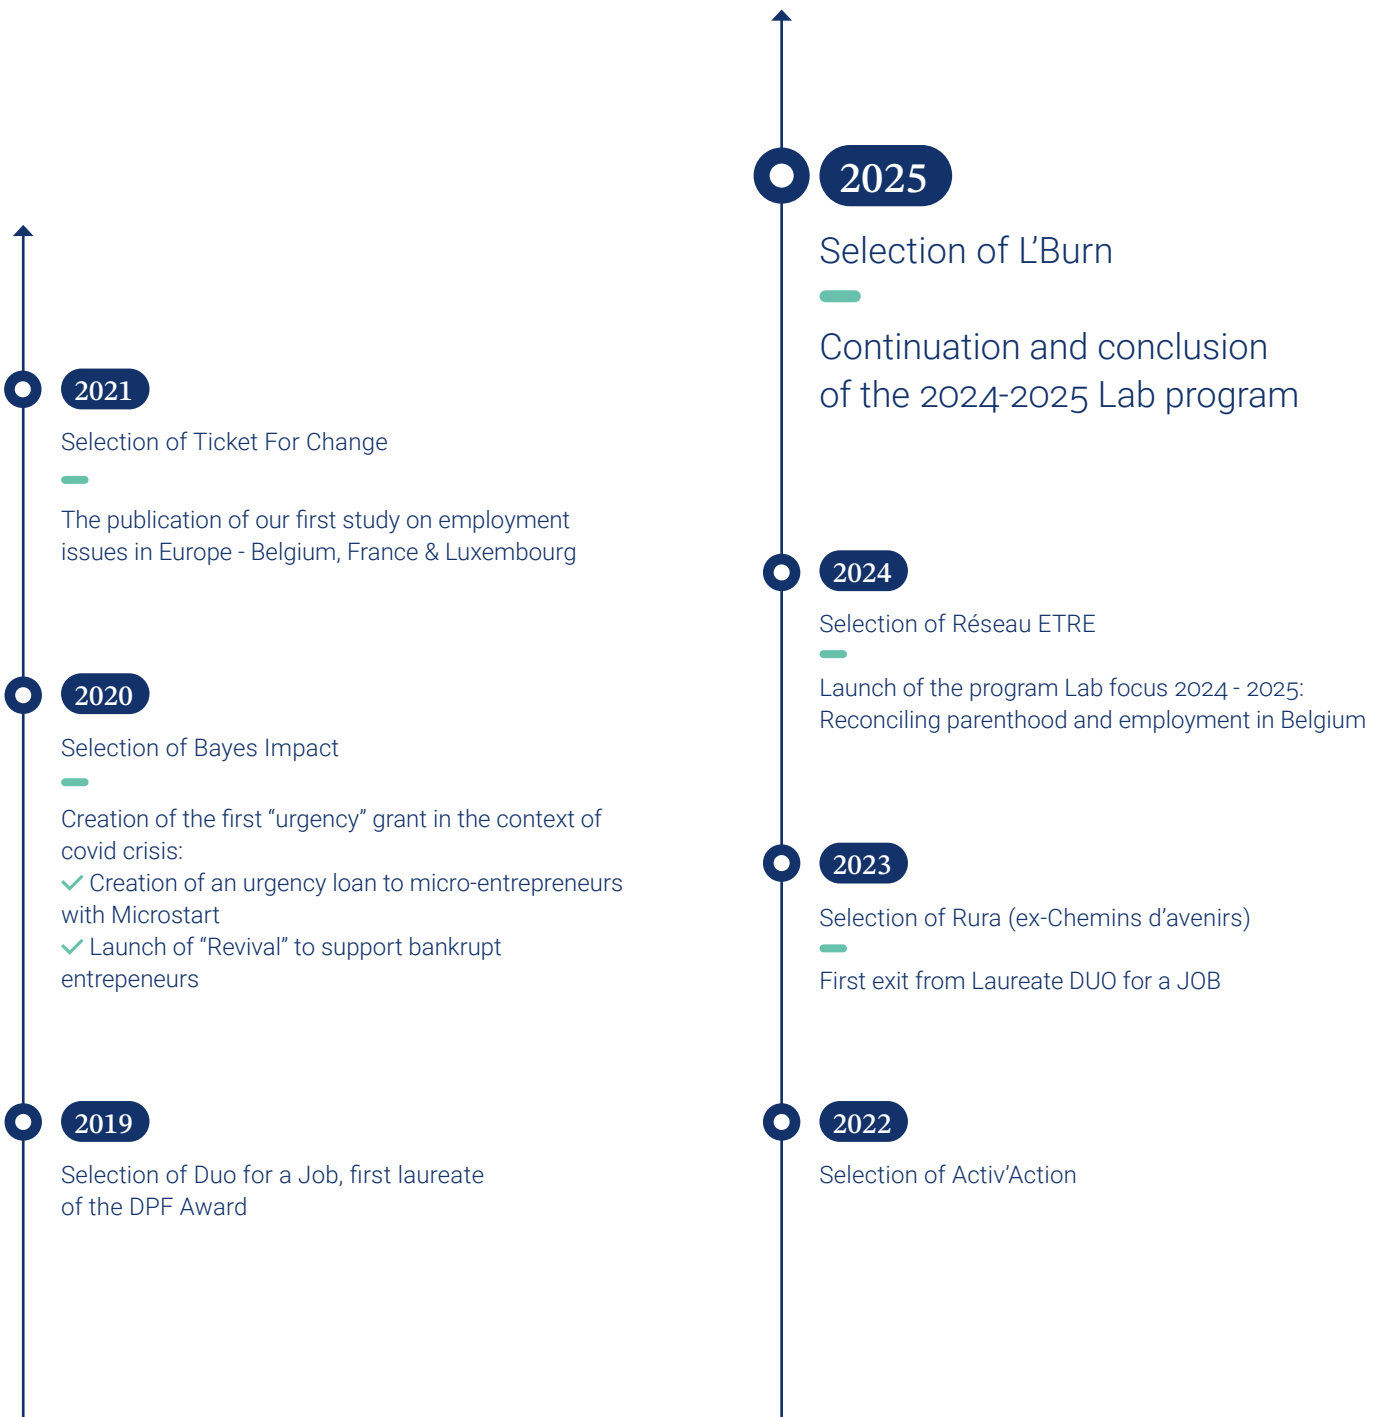 2021
Selection of Ticket For Change
The publication of our first study on employment
issues in Europe - Belgium, France & Luxembourg
2020
Selection of Bayes Impact
Creation of the first “urgency” grant in the context of
covid crisis:
✓ Creation of an urgency loan to micro-entrepreneurs
with Microstart
✓ Launch of “Revival” to support bankrupt
entrepeneurs
2019
Selection of Duo for a Job, first laureate
of the DPF Award
2025
Selection of L’Burn
Continuation and conclusion
of the 2024-2025 Lab program
2024
Selection of Réseau ETRE
Launch of the program Lab focus 2024 - 2025:
Reconciling parenthood and employment in Belgium
2023
Selection of Rura (ex-Chemins d’avenirs)
First exit from Laureate DUO for a JOB
2022
Selection of Activ’Action